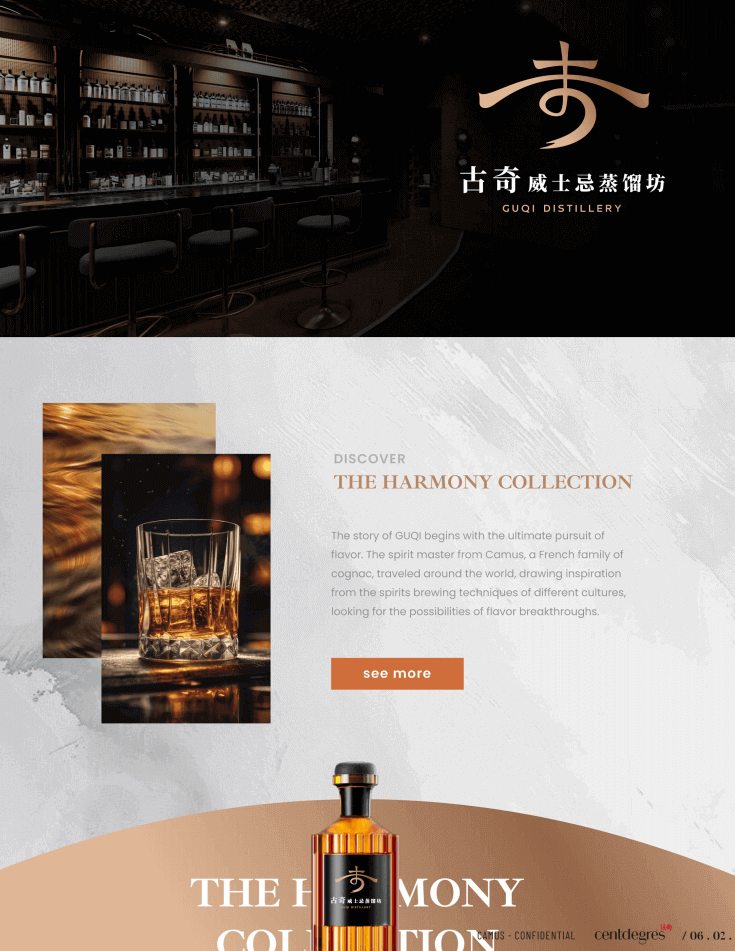 古奇威士忌蒸馏坊
GUQI DISTILLERY
DISCOVER
THE HARMONY COLLECTION
The story of GUQI begins with the ultimate pursuit of
flavor. The spirit master from Camus, a French family of
cognac, traveled around the world, drawing inspiration
from the spirits brewing techniques of different cultures,
looking for the possibilities of flavor breakthroughs.
see more
THE H MONY
COL TION
古奇威士忌蒸馏坊
GUQI DISTILLERY
CAMUS - CONFIDENTIAL
centdegres
/ 06 . 02 .